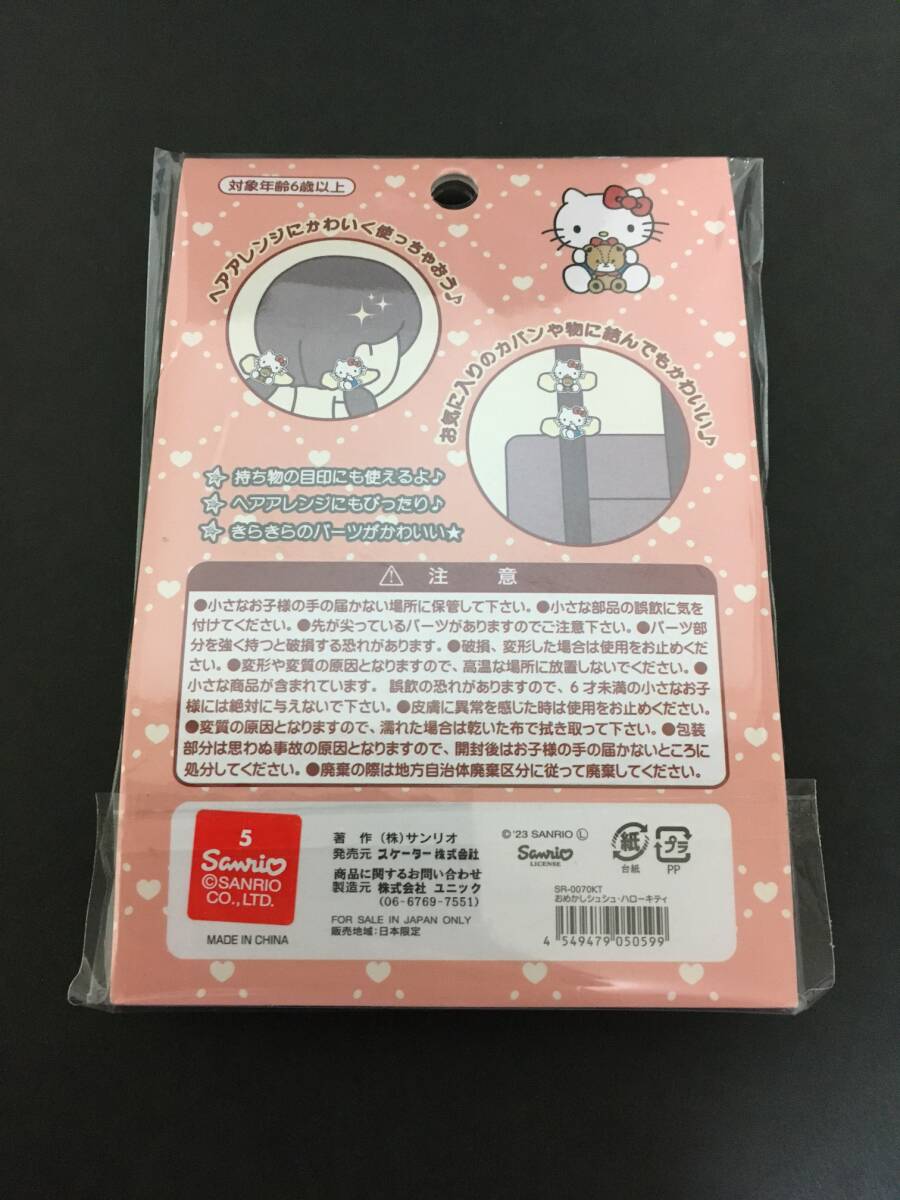 対象年齢6歳以上
ヘアアレンジにかわいく使っちゃおう♪
お気に入りのカバンや物に絡んでもかわいい♪
持ち物の目印にも使えるよ♪
ヘアアレンジにもぴったり♪
きらきらのパーツがかわいい★
注 意
●小さなお子様の手の届かない場所に保管して下さい。●小さな部品の誤飲に気を
付けてください。●先が尖っているパーツがありますのでご注意下さい。●パーツ部
分を強く持つと破損する恐れがあります。●破損、変形した場合は使用をお止めくだ
さい。●変形や変質の原因となりますので、高温な場所に放置しないでください。●
小さな商品が含まれています。誤飲の恐れがありますので、6才未満の小さなお子
様には絶対に与えないで下さい。●皮膚に異常を感じた時は使用をお止めください。
●変質の原因となりますので、濡れた場合は乾いた布で拭き取って下さい。●包装
部分は思わぬ事故の原因となりますので、開封後はお子様の手の届かないところに
処分してください。●廃棄の際は地方自治体廃棄区分に従って廃棄してください。
5
Sanrio
©SANRIO
CO., LTD.
MADE IN CHINA
著 作 (株)サンリオ
発売元 スケーター株式会社
商品に関するお問い合わせ
製造元 株式会社 ユニック
(06-6769-7551)
FOR SALE IN JAPAN ONLY
販売地域:日本限定
©'23 SANRIO Ⓛ
Sanrio
LICENSE
紙
台紙
プラ
PP
SR-0070KT
おめかしシュシュ・ハローキティ
4 549479 050599